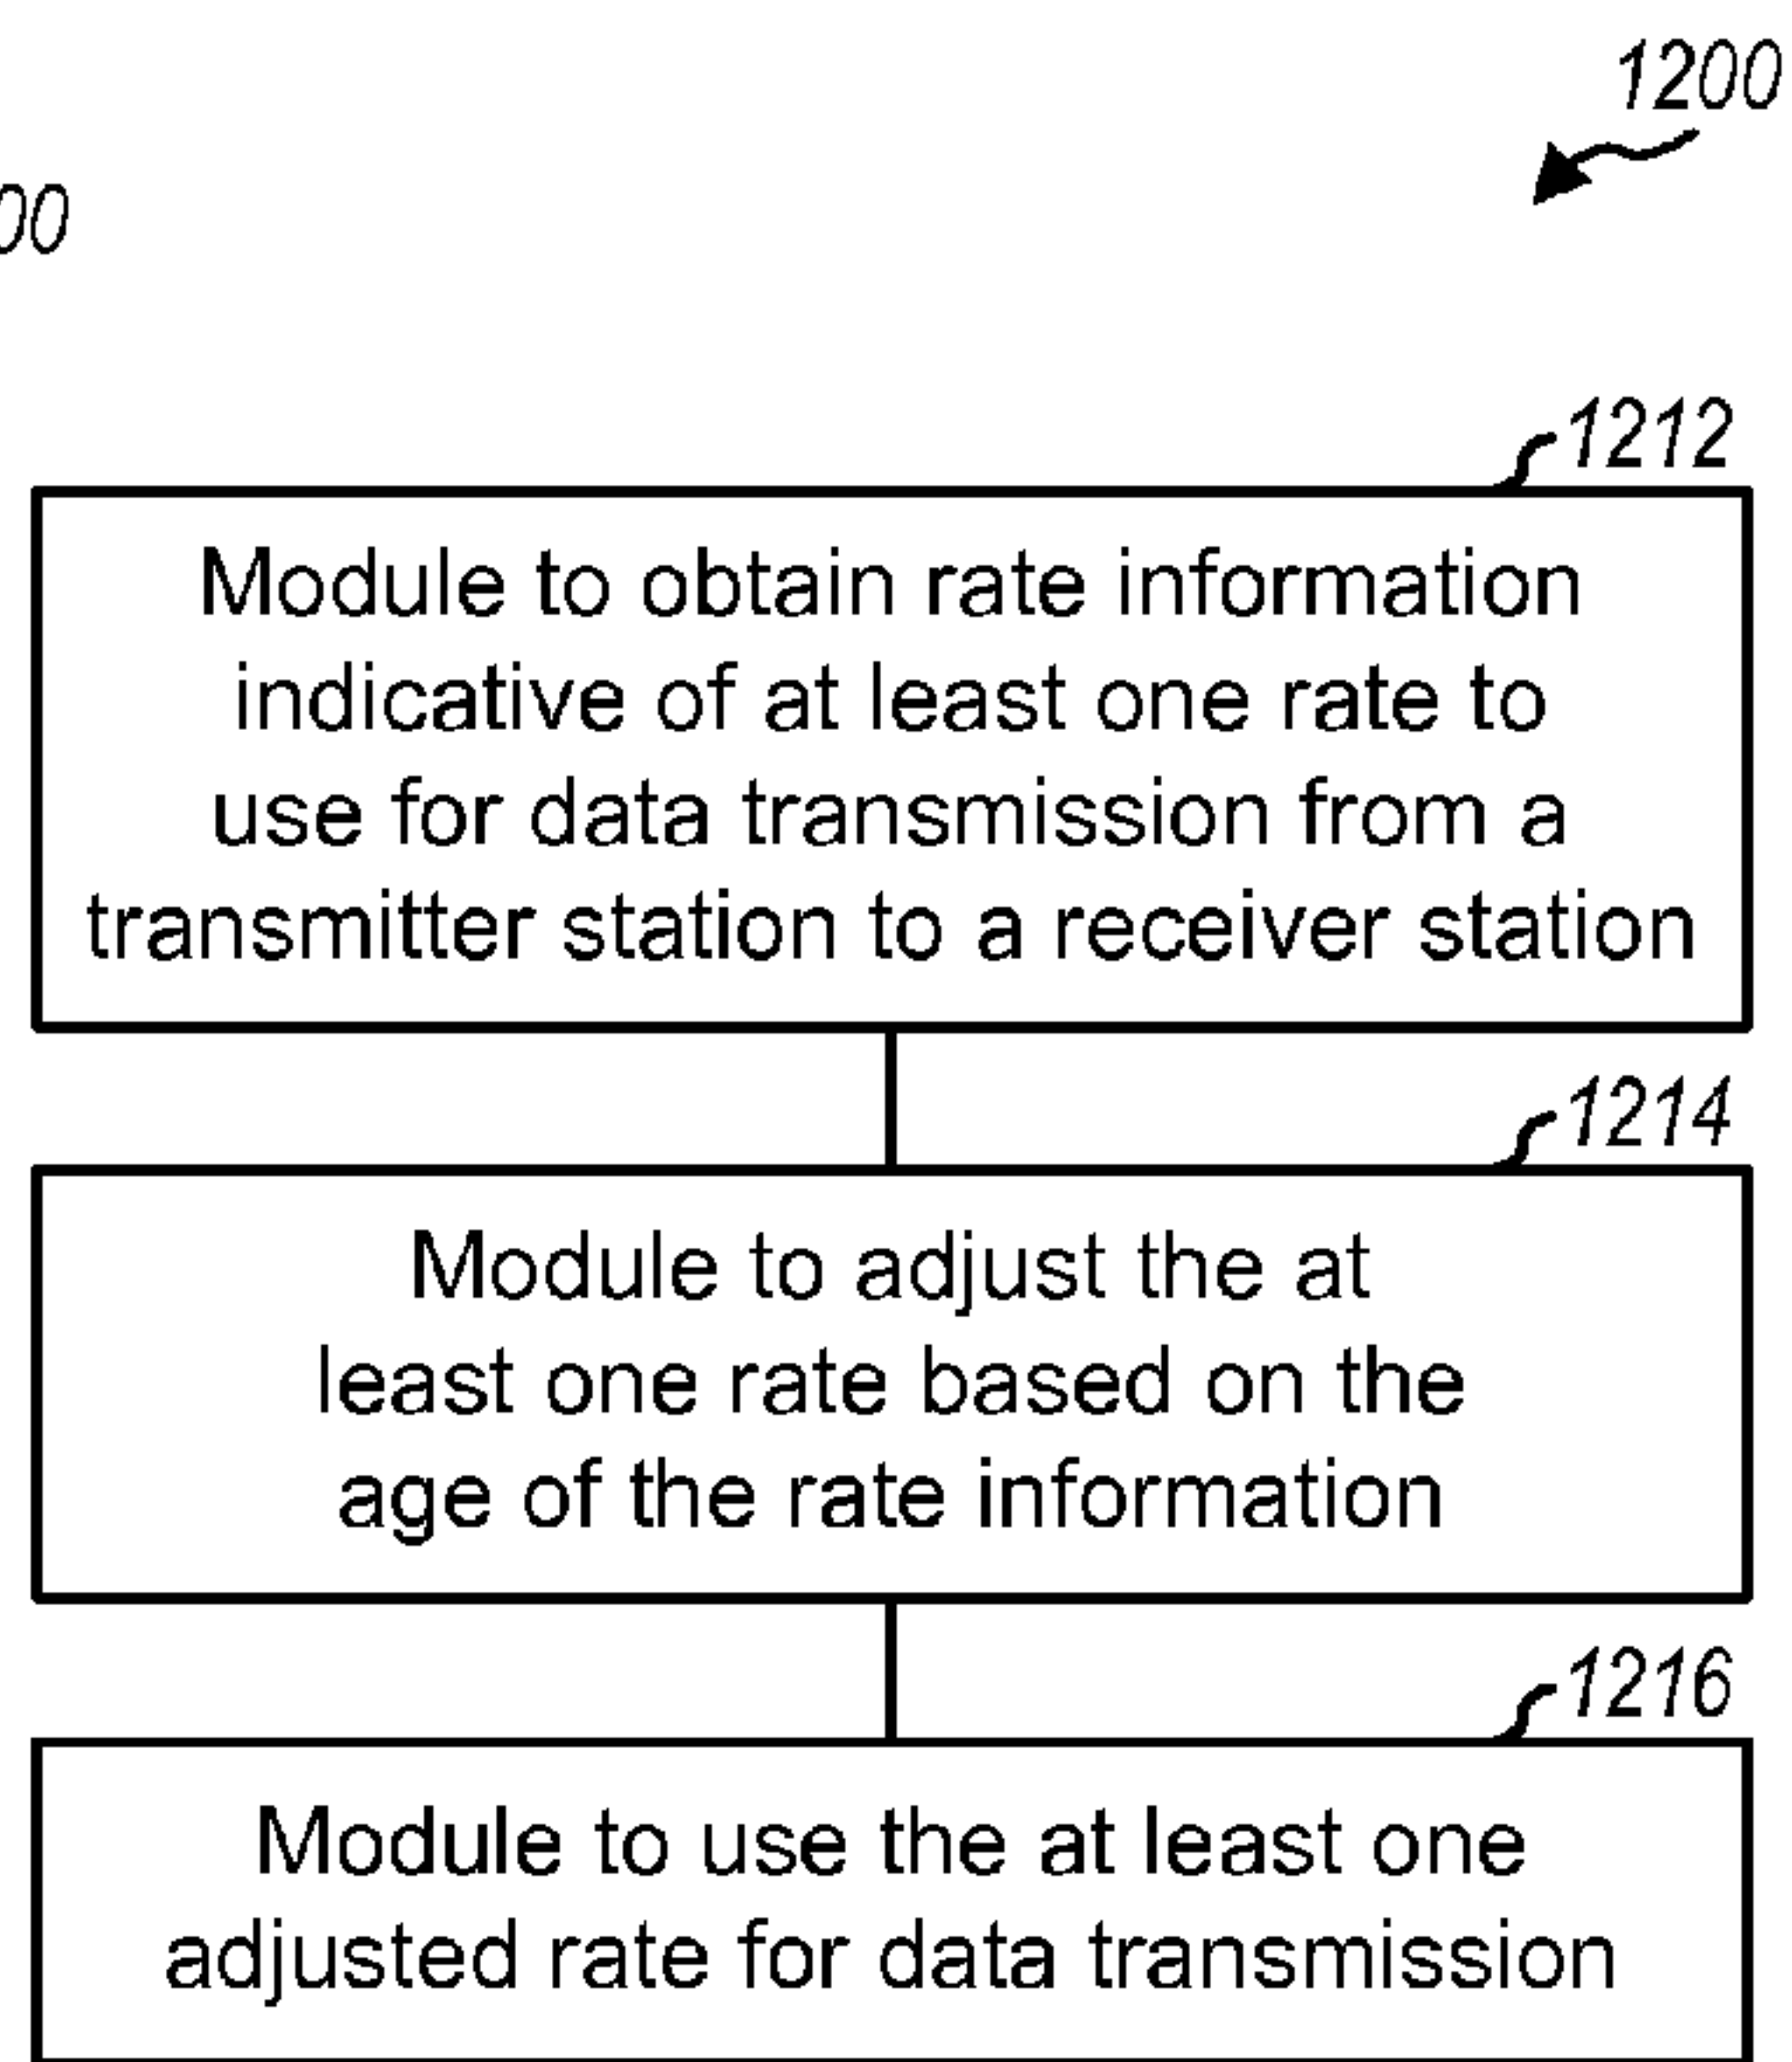 1200
00
1212
Module to obtain rate information
indicative of at least one rate to
use for data transmission from a
transmitter station to a receiver station
1214
Module to adjust the at
least one rate based on the
age of the rate information
1216
Module to use the at least one
adjusted rate for data transmission